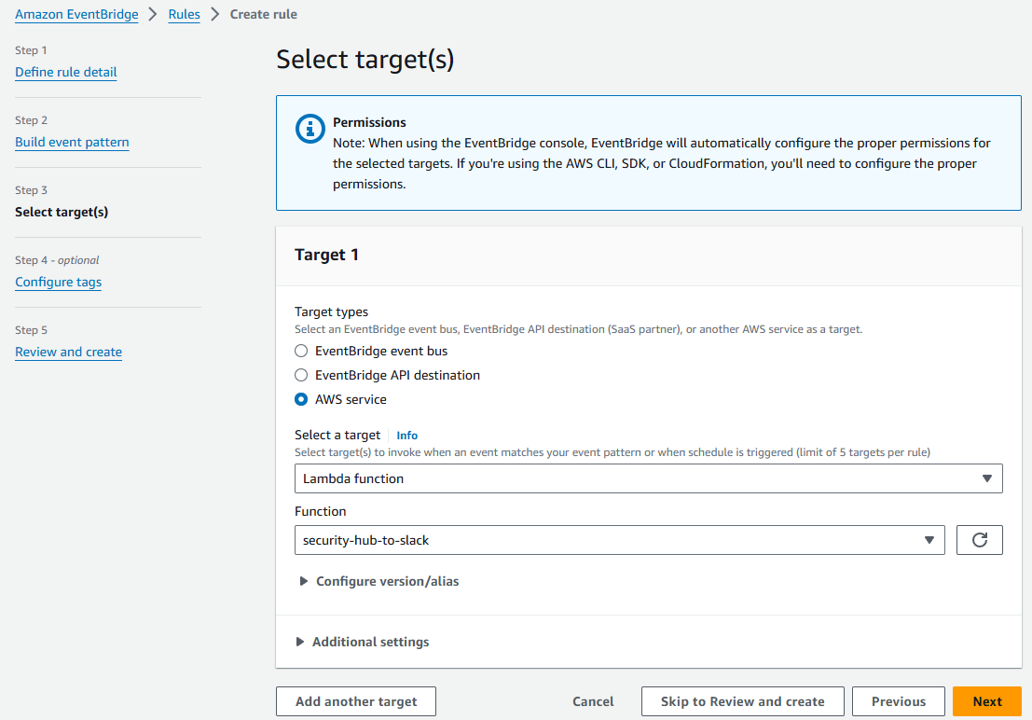 Amazon EventBridge > Rules > Create rule
Step 1
Define rule detail
Step 2
Build event pattern
Step 3
Select target(s)
Step 4 - optional
Configure tags
Step 5
Review and create
Select target(s)
Permissions
Note: When using the EventBridge console, EventBridge will automatically configure the proper permissions for
the selected targets. If you're using the AWS CLI, SDK, or CloudFormation, you'll need to configure the proper
permissions.
Target 1
Target types
Select an EventBridge event bus, EventBridge API destination (SaaS partner), or another AWS service as a target.
EventBridge event bus
EventBridge API destination
AWS service
Select a target Info
Select target(s) to invoke when an event matches your event pattern or when schedule is triggered (limit of 5 targets per rule)
Lambda function
Function
security-hub-to-slack
Configure version/alias
Additional settings
Add another target Cancel Skip to Review and create Previous Next